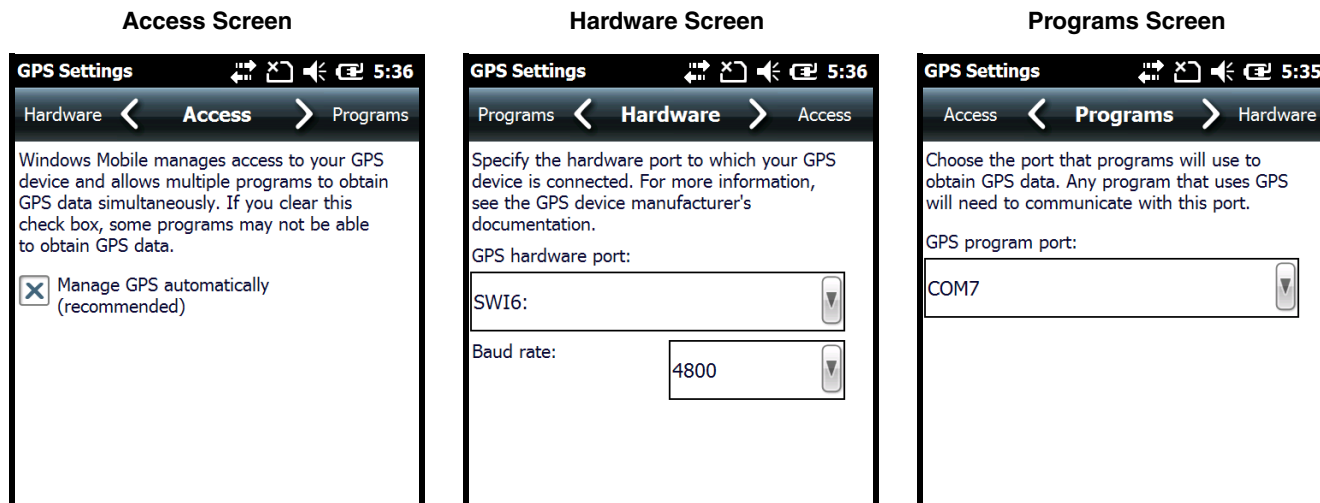 Access Screen
GPS Settings 5:36
Hardware Access Programs
Windows Mobile manages access to your GPS
device and allows multiple programs to obtain
GPS data simultaneously. If you clear this
check box, some programs may not be able
to obtain GPS data.
Manage GPS automatically
(recommended)
Hardware Screen
GPS Settings 5:36
Programs Hardware Access
Specify the hardware port to which your GPS
device is connected. For more information,
see the GPS device manufacturer's
documentation.
GPS hardware port:
SWI6:
Baud rate:
4800
Programs Screen
GPS Settings 5:35
Access Programs Hardware
Choose the port that programs will use to
obtain GPS data. Any program that uses GPS
will need to communicate with this port.
GPS program port:
COM7